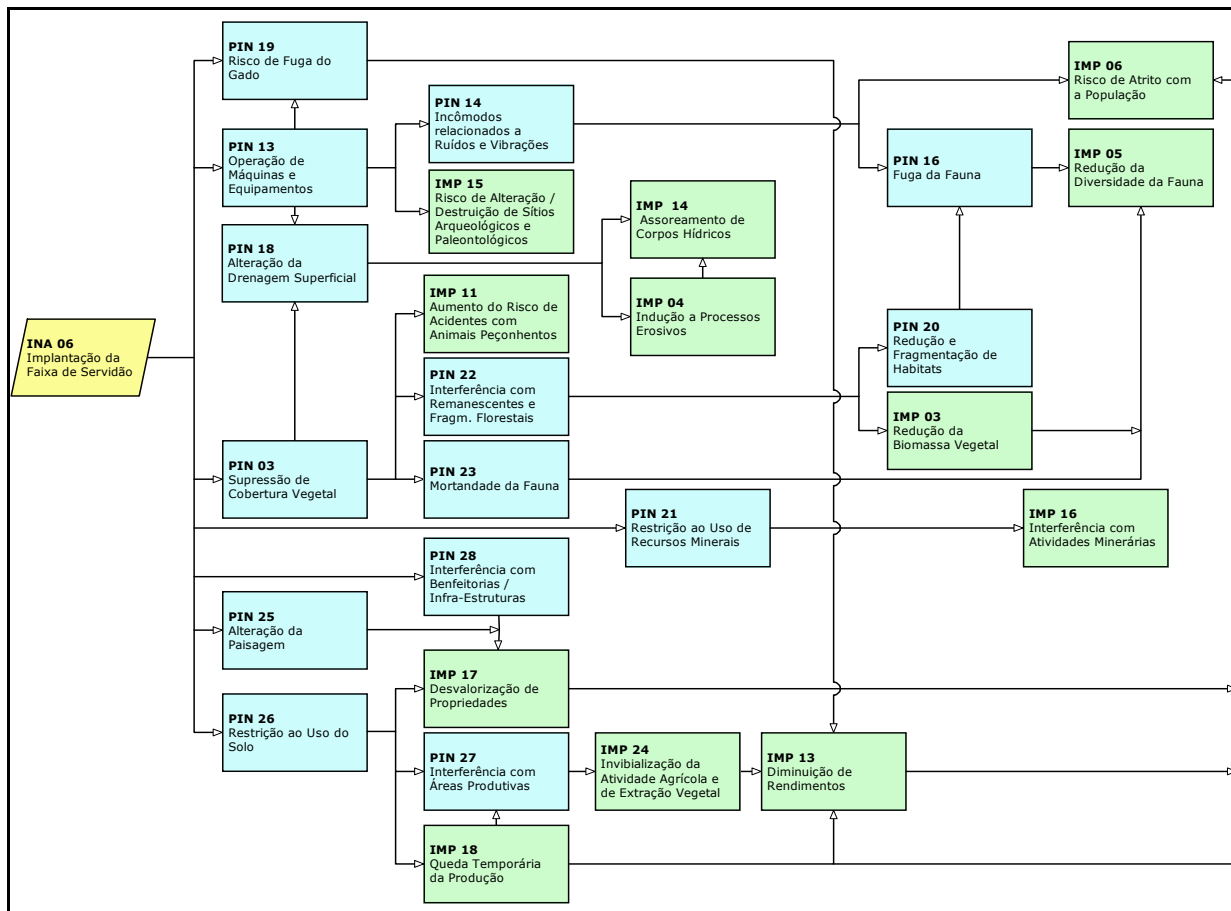 PIN 19
Risco de Fuga do
Gado
IMP 06
Risco de Atrito com
a População
PIN 14
Incômodos
relacionados a
Ruídos e Vibrações
PIN 13
Operação de
Máquinas e
Equipamentos
PIN 16
Fuga da Fauna
IMP 05
Redução da
Diversidade da Fauna
IMP 15
Risco de Alteração /
Destruição de Sítios
Arqueológicos e
Paleontológicos
IMP 14
Assoreamento de
Corpos Hídricos
PIN 18
Alteração da
Drenagem Superficial
IMP 11
Aumento do Risco de
Acidentes com
Animais Peçonhentos
IMP 04
Indução a Processos
Erosivos
INA 06
Implantação da
Faixa de Servidão
PIN 20
Redução e
Fragmentação de
Habitats
PIN 22
Interferência com
Remanescentes e
Fragm. Florestais
IMP 03
Redução da
Biomassa Vegetal
PIN 03
Supressão de
Cobertura Vegetal
PIN 23
Mortandade da Fauna
PIN 21
Restrição ao Uso de
Recursos Minerais
IMP 16
Interferência com
Atividades Minerárias
PIN 28
Interferência com
Benfeitorias /
Infra-Estruturas
PIN 25
Alteração da
Paisagem
IMP 17
Desvalorização de
Propriedades
PIN 26
Restrição ao Uso do
Solo
PIN 27
Interferência com
Áreas Produtivas
IMP 24
Invibialização da
Atividade Agrícola e
de Extração Vegetal
IMP 13
Diminuição de
Rendimentos
IMP 18
Queda Temporária
da Produção